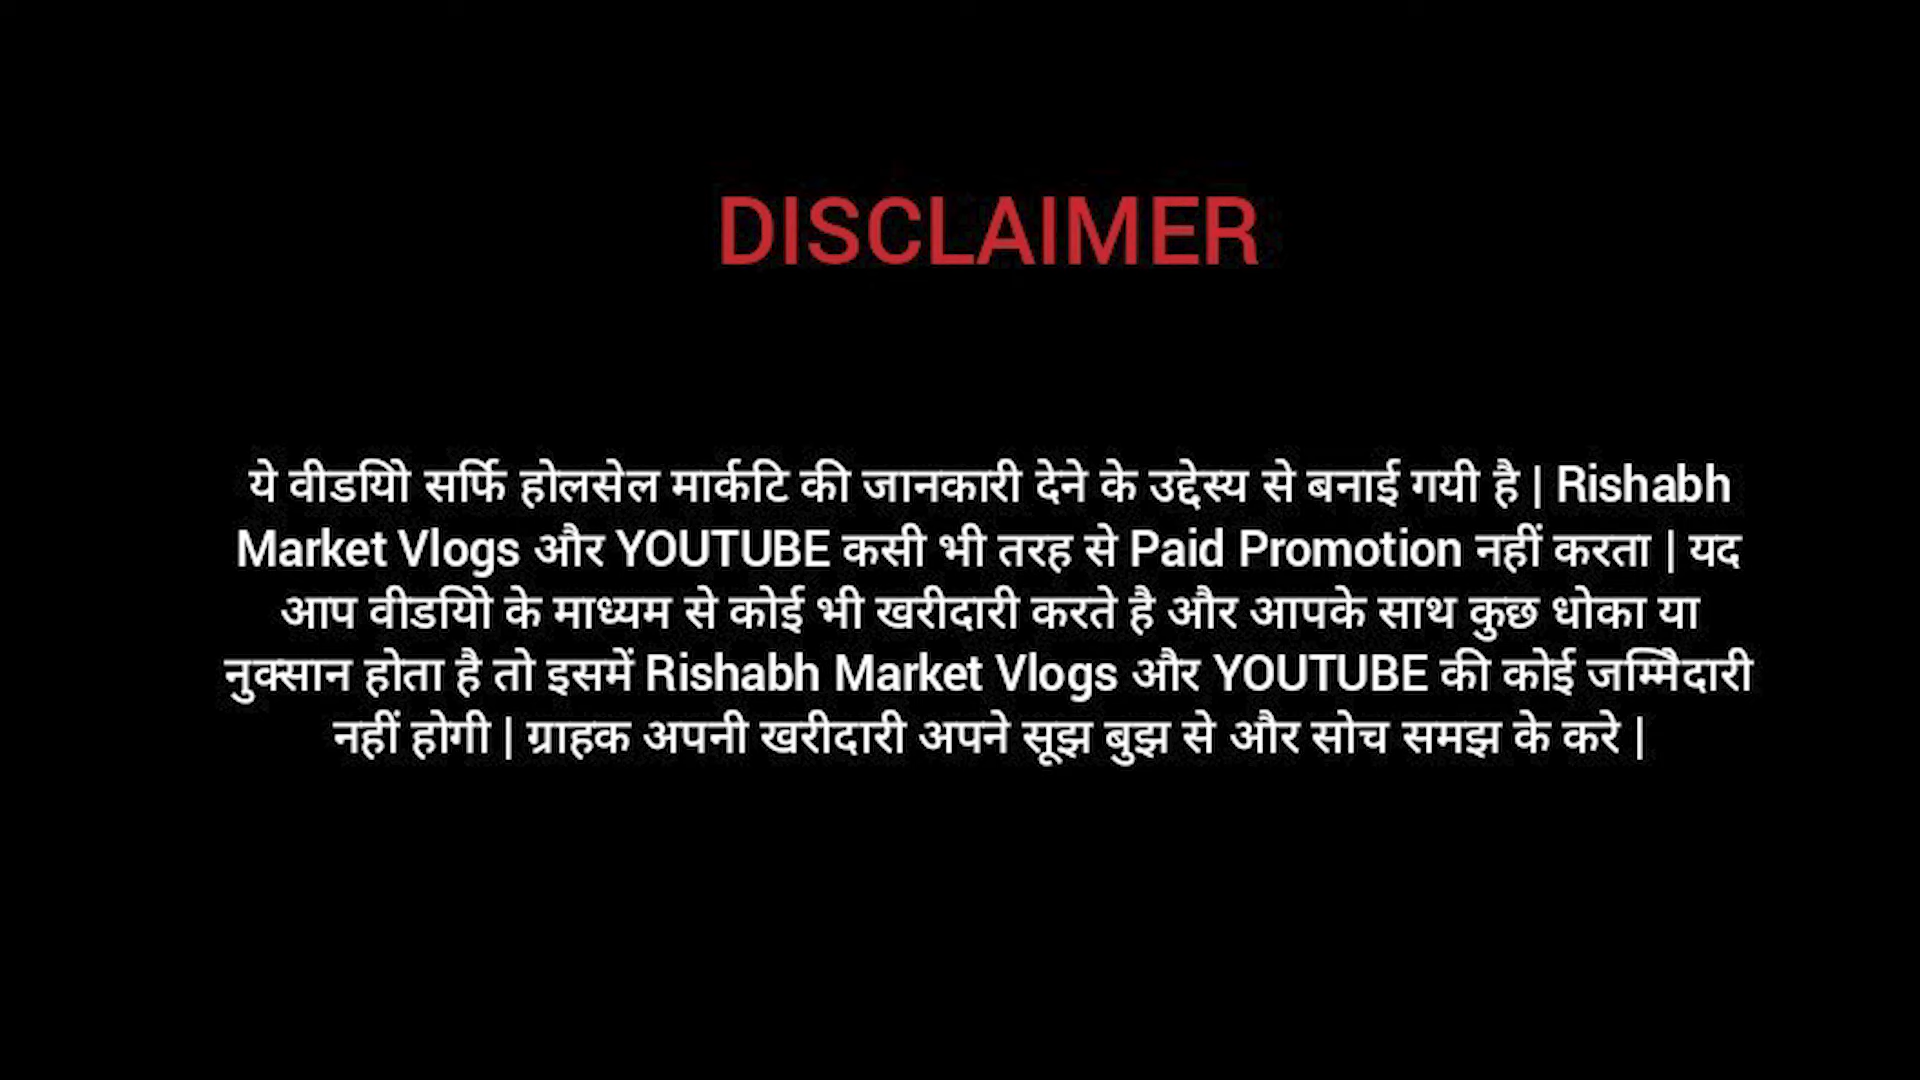 DISCLAIMER
ये वीडयिो सर्फि होलसेल मार्कटि की जानकारी देने के उद्देस्य से बनाई गयी है | Rishabh
Market Vlogs और YOUTUBE कसी भी तरह से Paid Promotion नहीं करता | यद
आप वीडयिो के माध्यम से कोई भी खरीदारी करते है और आपके साथ कुछ धोका या
नुक्सान होता है तो इसमें Rishabh Market Vlogs और YOUTUBE की कोई जम्मिेदारी
नहीं होगी | ग्राहक अपनी खरीदारी अपने सूझ बुझ से और सोच समझ के करे |